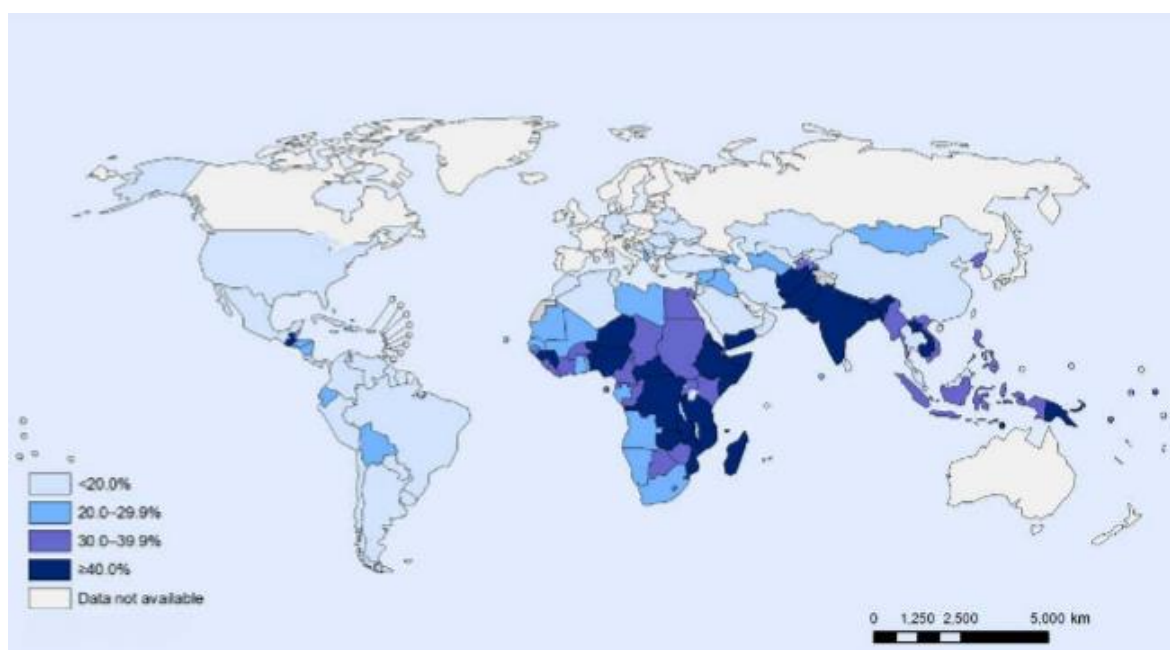 <20.0%
20.0–29.9%
30.0–39.9%
≥40.0%
Data not available
0 1,250 2,500 5,000 km